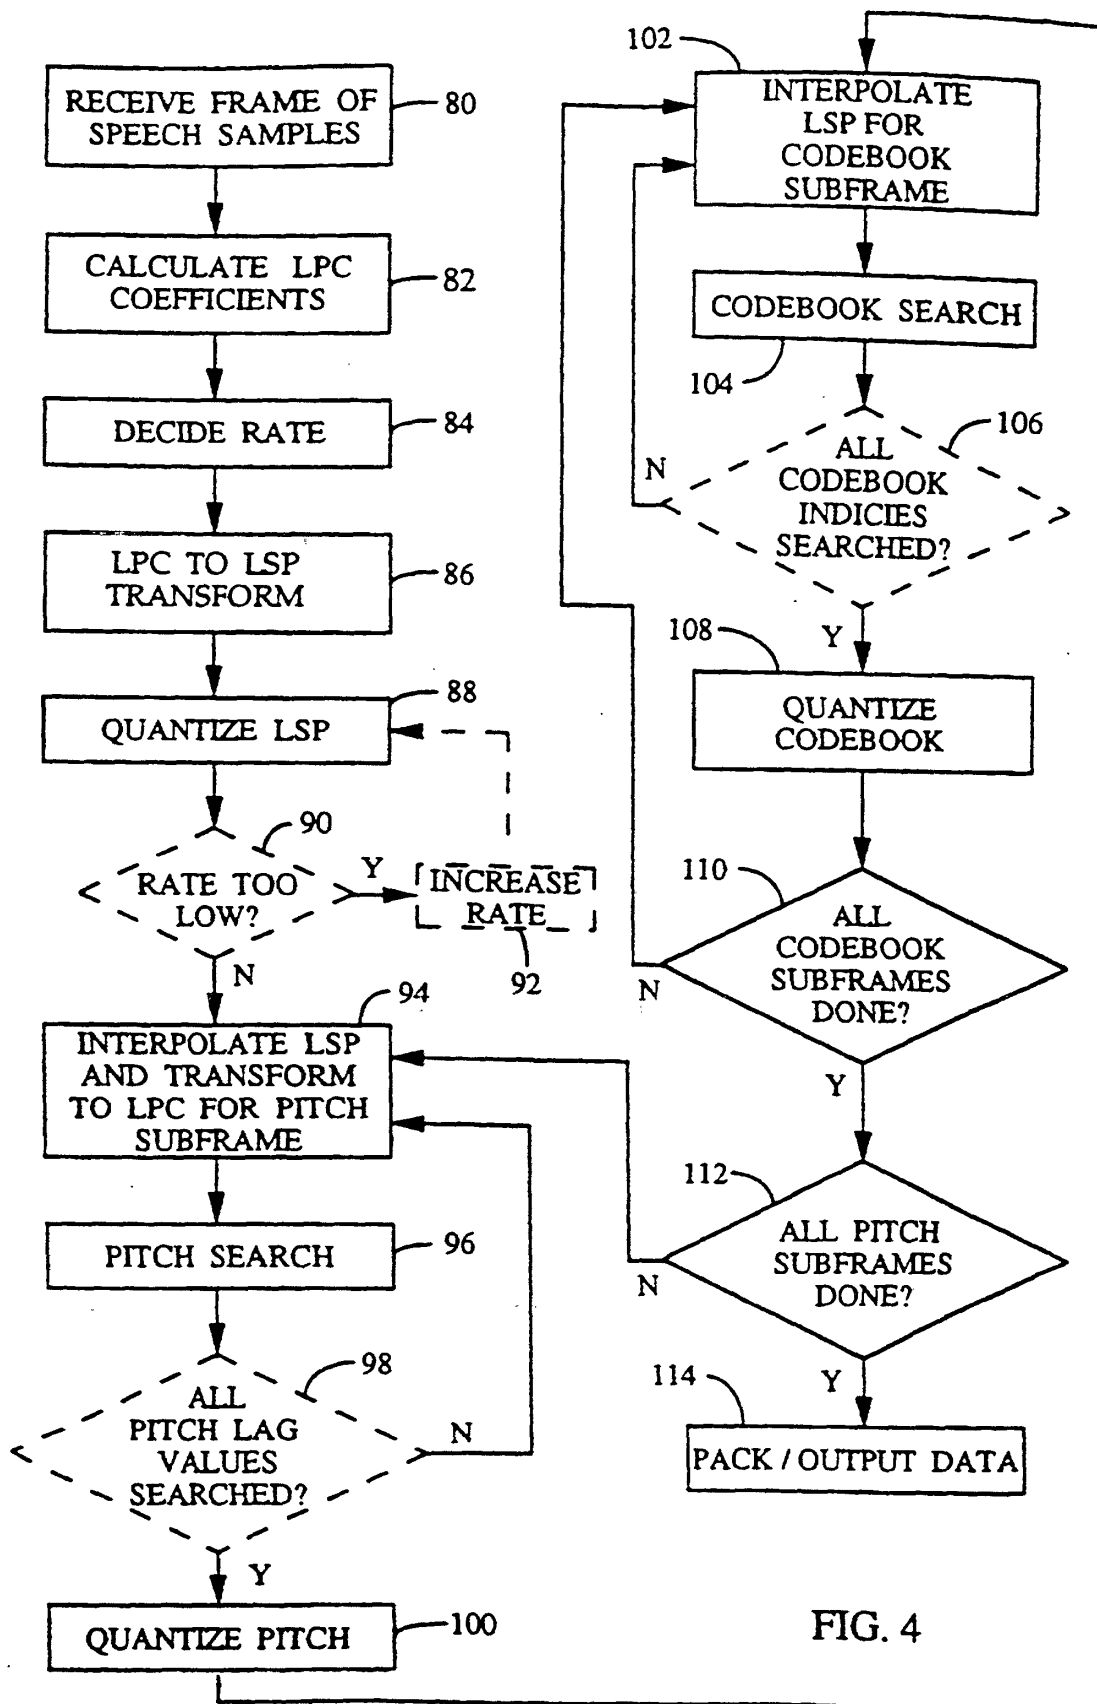 RECEIVE FRAME OF
SPEECH SAMPLES
80
CALCULATE LPC
COEFFICIENTS
82
DECIDE RATE
84
LPC TO LSP
TRANSFORM
86
88
QUANTIZE LSP
90
RATE TOO
LOW?
Y
N
INCREASE
RATE
92
94
INTERPOLATE LSP
AND TRANSFORM
TO LPC FOR PITCH
SUBFRAME
PITCH SEARCH
96
98
ALL
PITCH LAG
VALUES
SEARCHED?
N
Y
QUANTIZE PITCH
100
102
INTERPOLATE
LSP FOR
CODEBOOK
SUBFRAME
CODEBOOK SEARCH
104
106
ALL
CODEBOOK
INDICIES
SEARCHED?
N
Y
108
QUANTIZE
CODEBOOK
110
ALL
CODEBOOK
SUBFRAMES
DONE?
N
Y
112
ALL PITCH
SUBFRAMES
DONE?
N
Y
114
PACK / OUTPUT DATA
FIG. 4